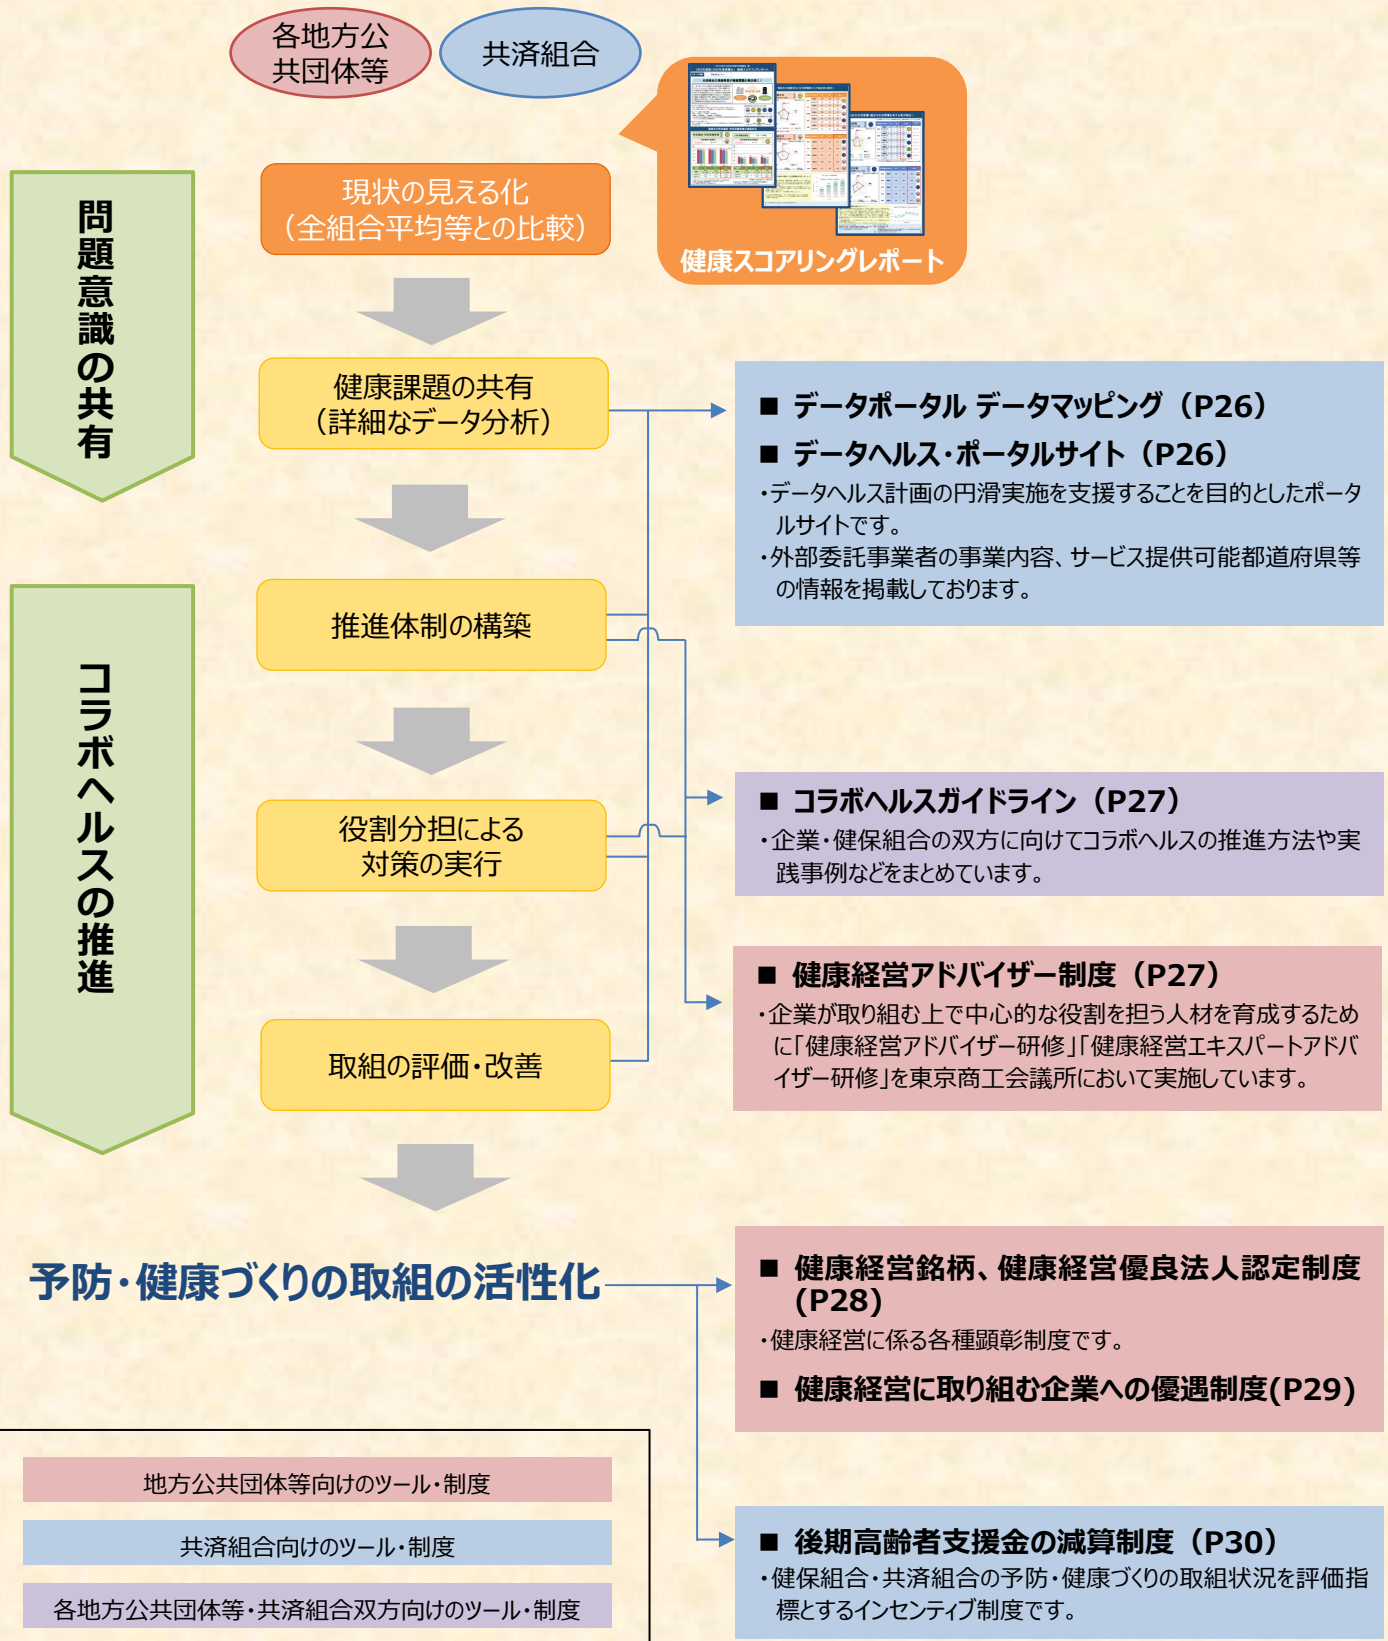 各地方公
共団体等
共済組合
健康スコアリングレポート
問題意識の共有
現状の見える化
（全組合平均等との比較）
健康課題の共有
（詳細なデータ分析）
■ データポータル データマッピング（P26）
■ データヘルス・ポータルサイト（P26）
・データヘルス計画の円滑実施を支援することを目的としたポータ
ルサイトです。
・外部委託事業者の事業内容、サービス提供可能都道府県等
の情報を掲載しております。
コラボヘルスの推進
推進体制の構築
役割分担による
対策の実行
■ コラボヘルスガイドライン（P27）
・企業・健保組合の双方に向けてコラボヘルスの推進方法や実
践事例などをまとめています。
■ 健康経営アドバイザー制度（P27）
・企業が取り組む上で中心的な役割を担う人材を育成するため
に「健康経営アドバイザー研修」「健康経営エキスパートアドバ
イザー研修」を東京商工会議所において実施しています。
取組の評価・改善
予防・健康づくりの取組の活性化
■ 健康経営銘柄、健康経営優良法人認定制度
(P28)
・健康経営に係る各種顕彰制度です。
■ 健康経営に取り組む企業への優遇制度(P29)
■ 後期高齢者支援金の減算制度（P30）
・健保組合・共済組合の予防・健康づくりの取組状況を評価指
標とするインセンティブ制度です。
地方公共団体等向けのツール・制度
共済組合向けのツール・制度
各地方公共団体等・共済組合双方向けのツール・制度